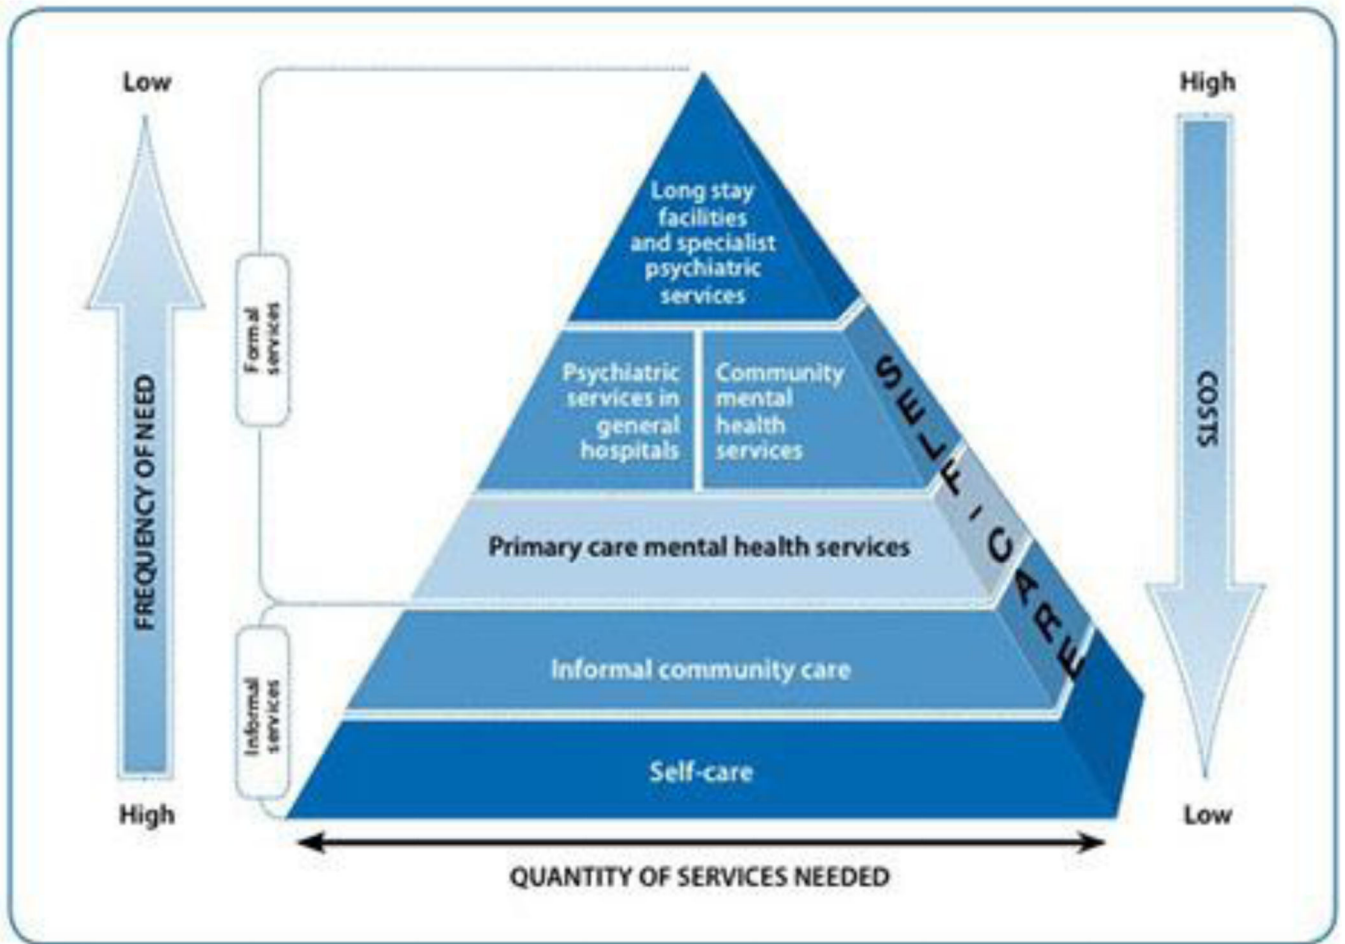 Low
High
Long stay
facilities
and specialist
psychiatric
services
Formal
services
Psychiatric
services in
general
hospitals
Community
mental
health
services
SELF-CARE
FREQUENCY OF NEED
COSTS
Primary care mental health services
Informal community care
Informal
services
Self-care
High
Low
QUANTITY OF SERVICES NEEDED